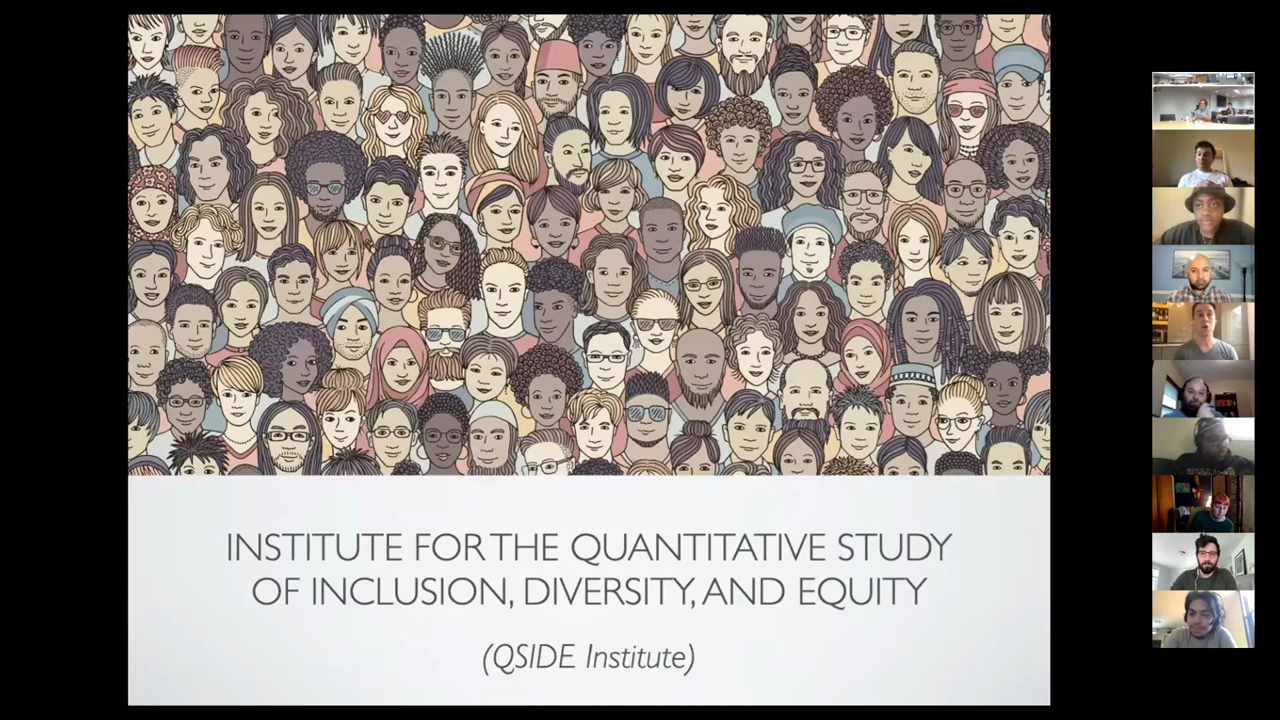 INSTITUTE FOR THE QUANTITATIVE STUDY
OF INCLUSION, DIVERSITY, AND EQUITY
(QSIDE Institute)